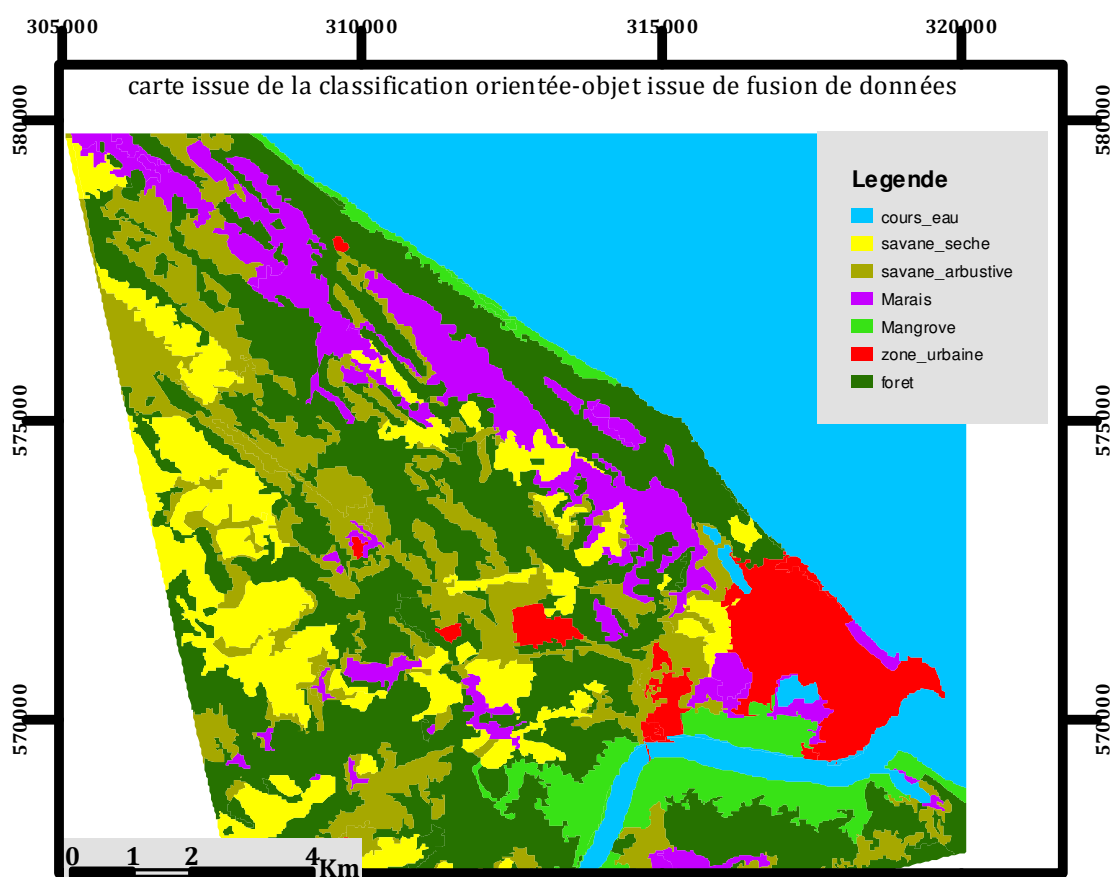 305000 310000 315000 320000
carte issue de la classification orientée-objet issue de fusion de données
580000 580000
Legende
cours_eau
savane_seche
savane_arbustive
Marais
Mangrove
zone_urbaine
foret
575000 575000
570000 570000
0 1 2 4 Km